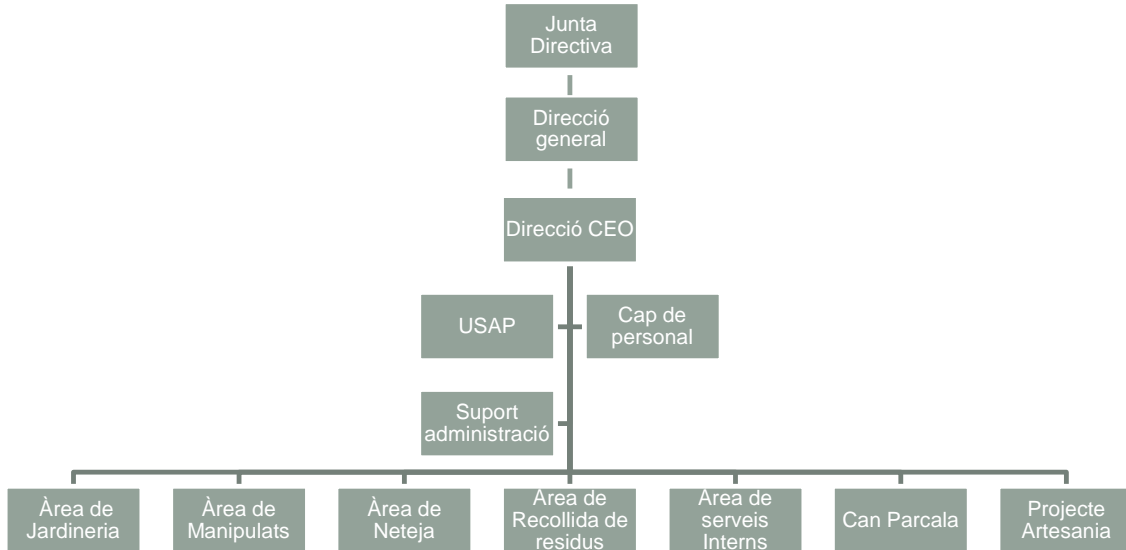 Junta
Directiva
Direcció
general
Direcció CEO
USAP
Cap de
personal
Suport
administració
Àrea de
Jardineria
Àrea de
Manipulats
Àrea de
Neteja
Àrea de
Recollida de
residus
Àrea de
serveis
Interns
Can Parcala
Projecte
Artesania